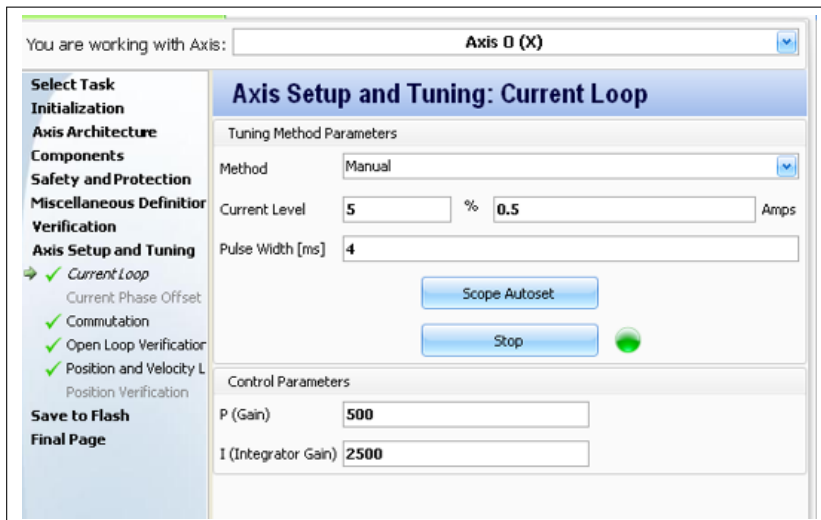 You are working with Axis: Axis 0 (X)
Select Task
Initialization
Axis Architecture
Components
Safety and Protection
Miscellaneous Definitior
Verification
Axis Setup and Tuning
Current Loop
Current Phase Offset
Commutation
Open Loop Verificatior
Position and Velocity L
Position Verification
Save to Flash
Final Page
Axis Setup and Tuning: Current Loop
Tuning Method Parameters
Method Manual
Current Level 5 % 0.5 Amps
Pulse Width [ms] 4
Scope Autoset
Stop
Control Parameters
P (Gain) 500
I (Integrator Gain) 2500